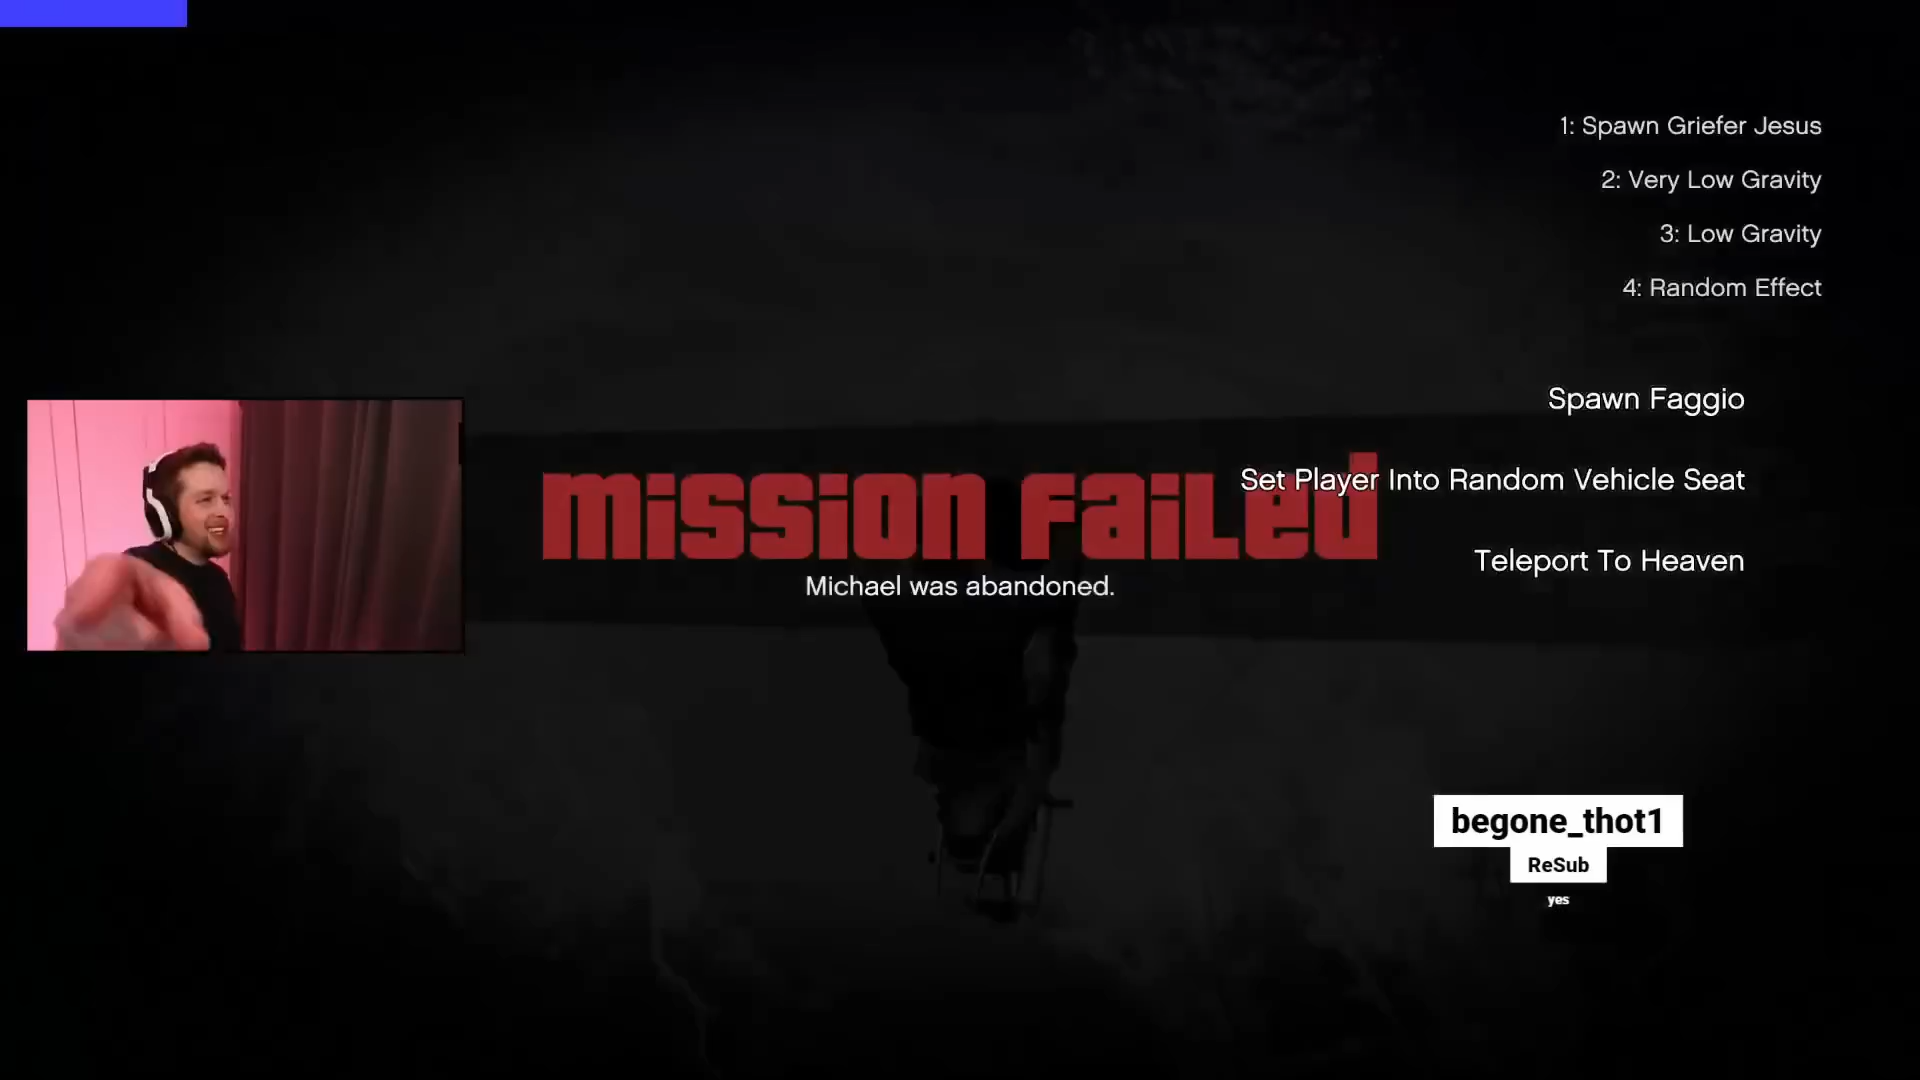 1: Spawn Griefer Jesus
2: Very Low Gravity
3: Low Gravity
4: Random Effect
Spawn Faggio
Set Player Into Random Vehicle Seat
mission failed
Teleport To Heaven
Michael was abandoned.
begone_thot1
ReSub
yes